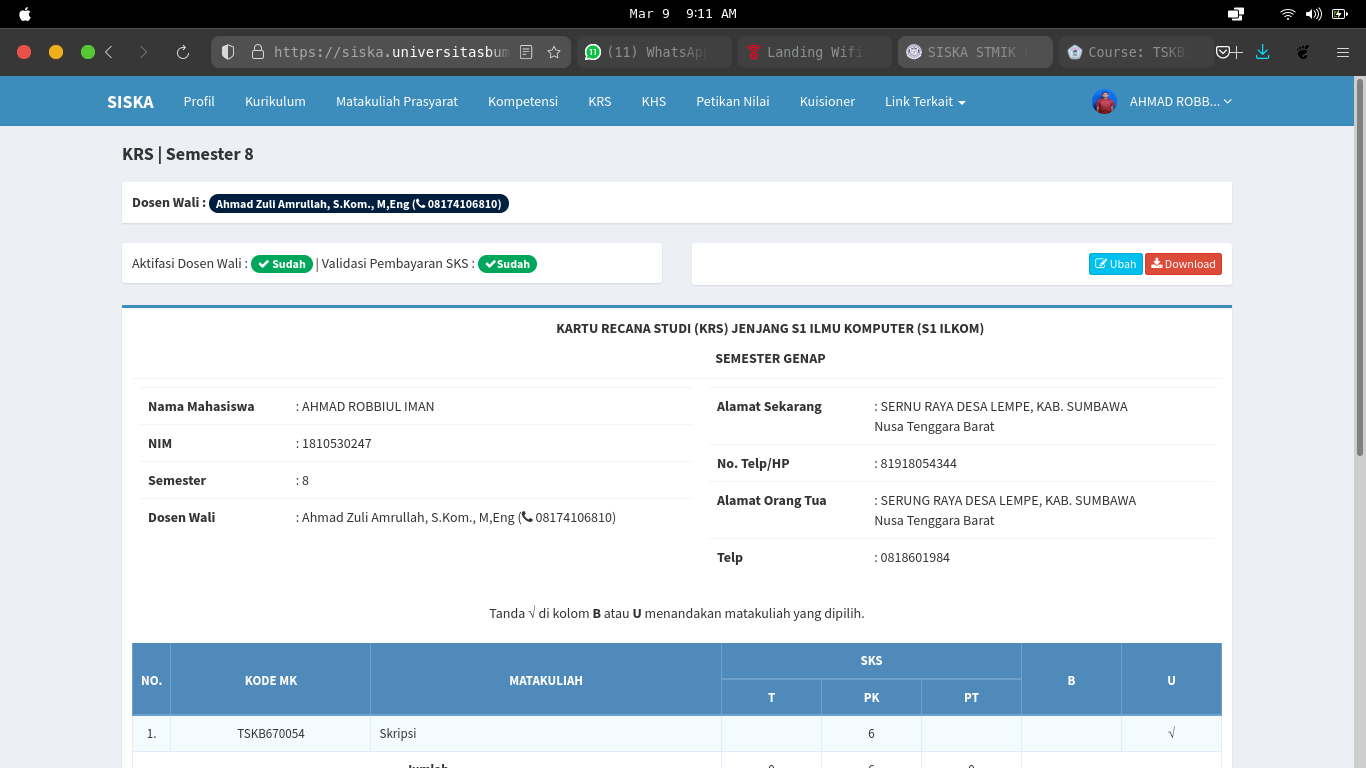 Mar 9 9:11 AM
https://siska.universitasbum
(11) WhatsApp
Landing Wifi
SISKA STMIK
Course: TSKB
SISKA Profil Kurikulum Matakuliah Prasyarat Kompetensi KRS KHS Petikan Nilai Kuisioner Link Terkait AHMAD ROBB...
KRS | Semester 8
Dosen Wali : Ahmad Zuli Amrullah, S.Kom., M,Eng (08174106810)
Aktifasi Dosen Wali : Sudah | Validasi Pembayaran SKS : Sudah
Ubah Download
KARTU RECANA STUDI (KRS) JENJANG S1 ILMU KOMPUTER (S1 ILKOM)
SEMESTER GENAP
Nama Mahasiswa : AHMAD ROBBIUL IMAN
NIM : 1810530247
Semester : 8
Dosen Wali : Ahmad Zuli Amrullah, S.Kom., M,Eng (08174106810)
Alamat Sekarang : SERNU RAYA DESA LEMPE, KAB. SUMBAWA
Nusa Tenggara Barat
No. Telp/HP : 81918054344
Alamat Orang Tua : SERUNG RAYA DESA LEMPE, KAB. SUMBAWA
Nusa Tenggara Barat
Telp : 0818601984
Tanda √ di kolom B atau U menandakan matakuliah yang dipilih.
NO. KODE MK MATAKULIAH SKS B U
T PK PT
1. TSKB670054 Skripsi 6 √
Jumlah 0 6 0